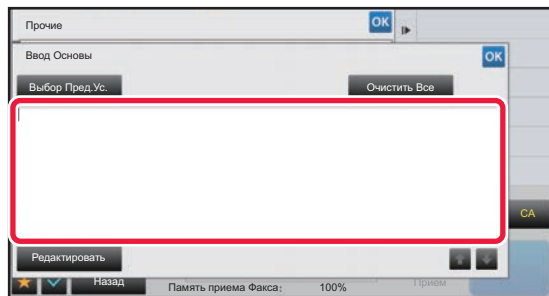 Прочие
OK
Ввод Основы
OK
Выбор Пред.Ус.
Очистить Все
CA
Редактировать
Назад
Память приема Факса: 100%
Прием